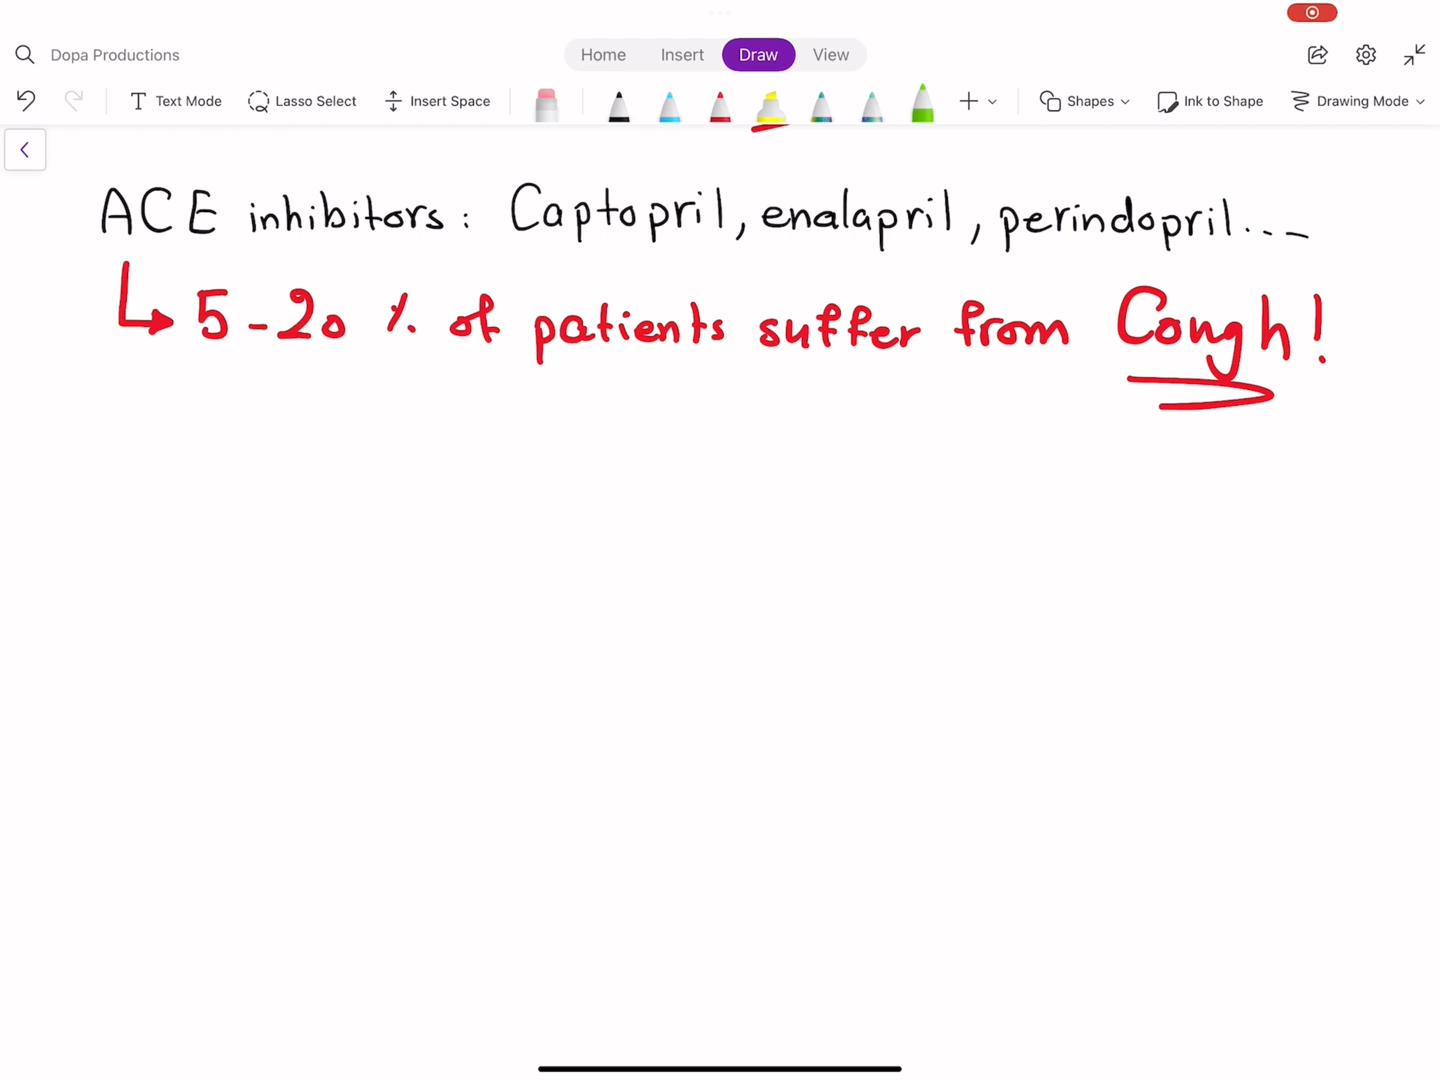 Dopa Productions
Home Insert Draw View
Text Mode Lasso Select Insert Space Shapes Ink to Shape Drawing Mode
ACE inhibitors: Captopril, enalapril, perindopril...
5-20 % of patients suffer from Cough!